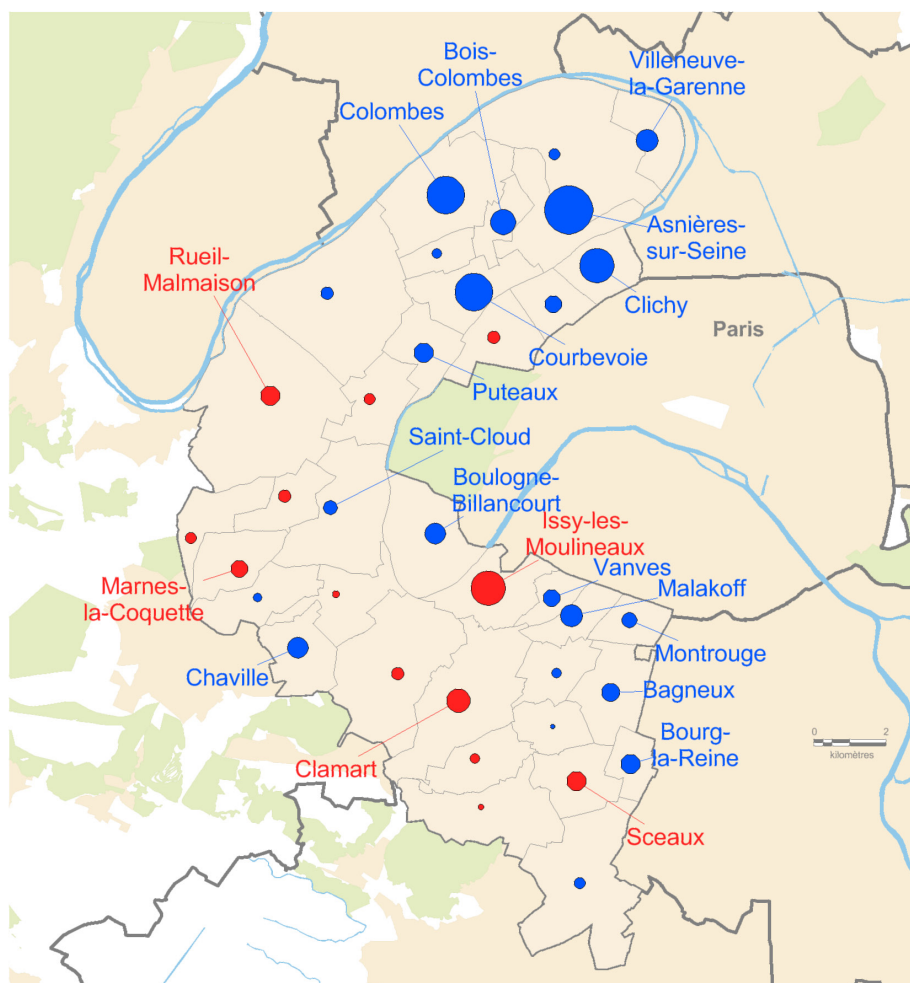 Bois-
Colombes
Villeneuve-
la-Garenne
Colombes
Asnières-
sur-Seine
Rueil-
Malmaison
Clichy
Paris
Courbevoie
Puteaux
Saint-Cloud
Boulogne-
Billancourt
Issy-les-
Moulineaux
Vanves
Malakoff
Marnes-
la-Coquette
Montrouge
Chaville
Bagneux
Bourg-
la-Reine
0 2
kilomètres
Clamart
Sceaux